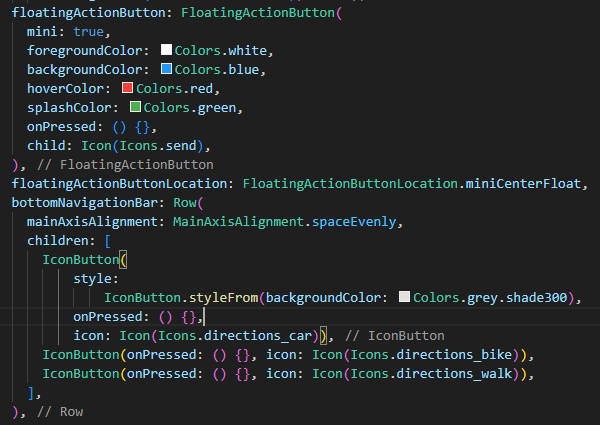 floatingActionButton: FloatingActionButton(
  mini: true,
  foregroundColor: Colors.white,
  backgroundColor: Colors.blue,
  hoverColor: Colors.red,
  splashColor: Colors.green,
  onPressed: () {},
  child: Icon(Icons.send),
), // FloatingActionButton
floatingActionButtonLocation: FloatingActionButtonLocation.miniCenterFloat,
bottomNavigationBar: Row(
  mainAxisAlignment: MainAxisAlignment.spaceEvenly,
  children: [
    IconButton(
        style:
            IconButton.styleFrom(backgroundColor: Colors.grey.shade300),
        onPressed: () {},
        icon: Icon(Icons.directions_car)), // IconButton
    IconButton(onPressed: () {}, icon: Icon(Icons.directions_bike)),
    IconButton(onPressed: () {}, icon: Icon(Icons.directions_walk)),
  ],
), // Row